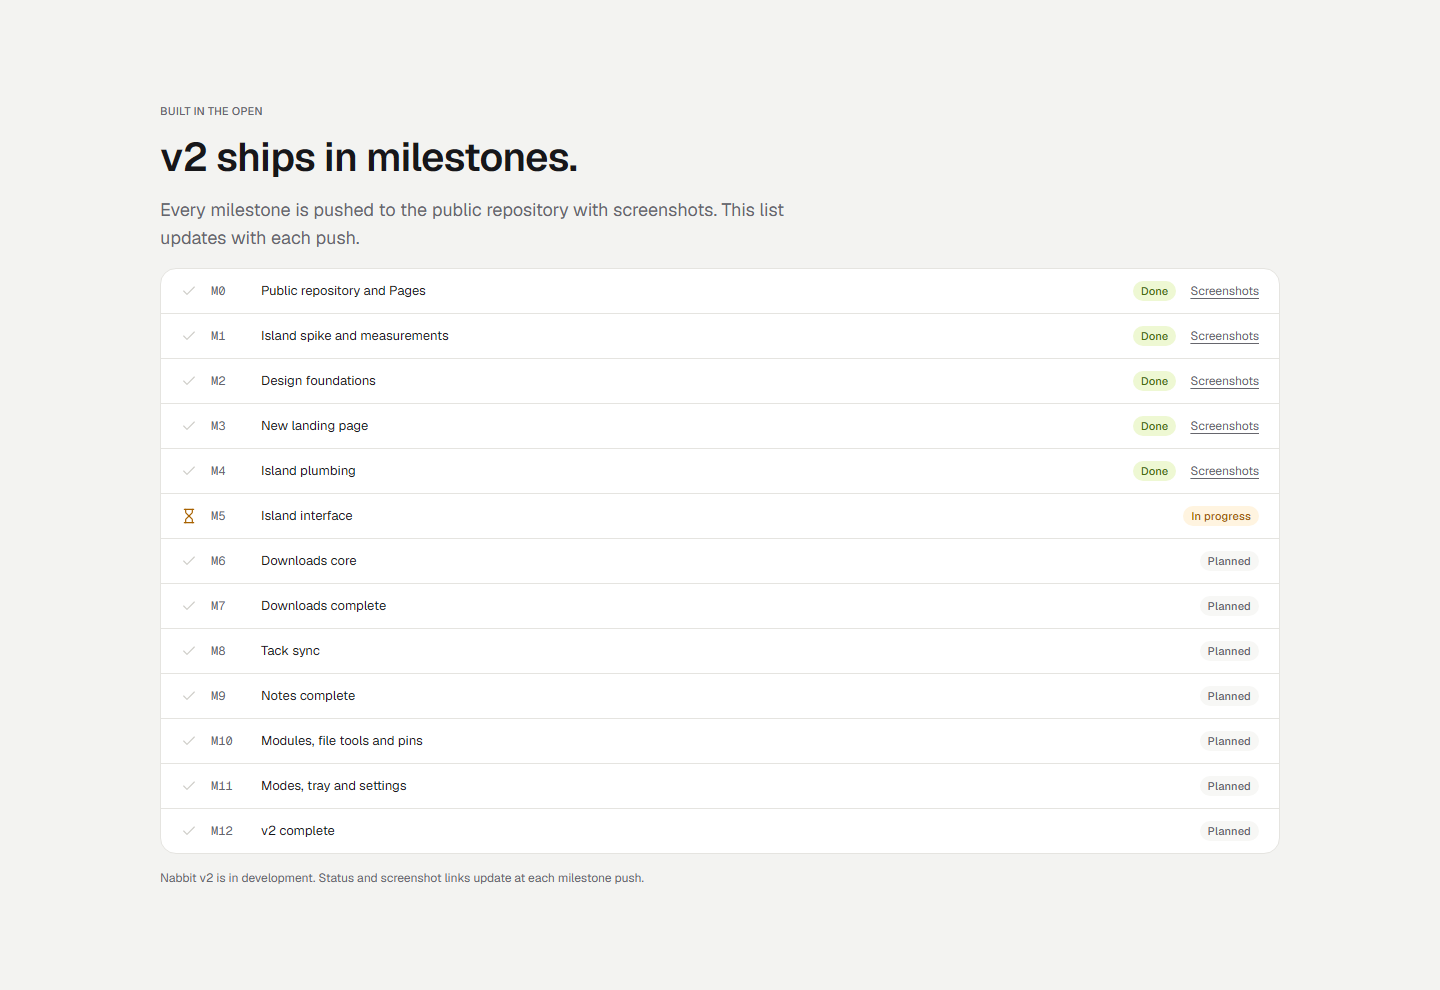 BUILT IN THE OPEN
v2 ships in milestones.
Every milestone is pushed to the public repository with screenshots. This list
updates with each push.
M0 Public repository and Pages Done Screenshots
M1 Island spike and measurements Done Screenshots
M2 Design foundations Done Screenshots
M3 New landing page Done Screenshots
M4 Island plumbing Done Screenshots
M5 Island interface In progress
M6 Downloads core Planned
M7 Downloads complete Planned
M8 Tack sync Planned
M9 Notes complete Planned
M10 Modules, file tools and pins Planned
M11 Modes, tray and settings Planned
M12 v2 complete Planned
Nabbit v2 is in development. Status and screenshot links update at each milestone push.